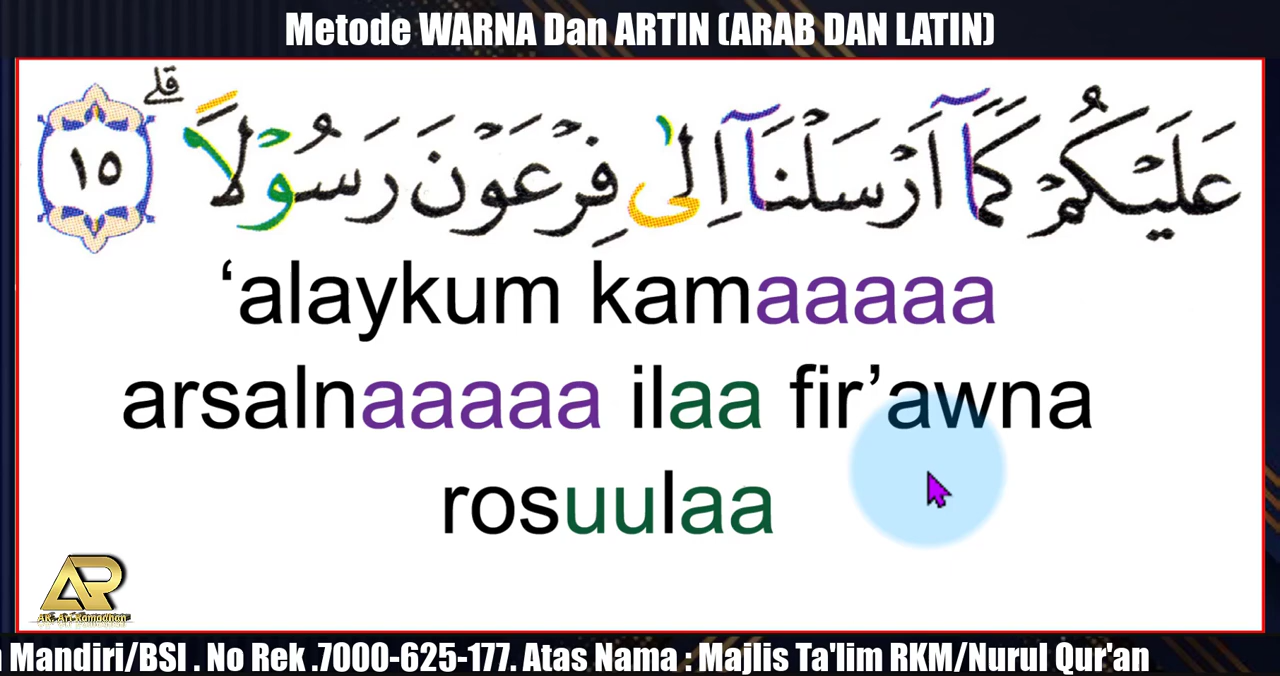 Metode WARNA Dan ARTIN (ARAB DAN LATIN)
عَلَيْكُمْ كَمَآ اَرْسَلْنَآ اِلٰى فِرْعَوْنَ رَسُوْلًاۗ ١٥
‘alaykum kamaaaaa
arsalnaaaaa ilaa fir’awna
rosuulaa
AR
Mandiri/BSI . No Rek .7000-625-177. Atas Nama : Majlis Ta'lim RKM/Nurul Qur'an